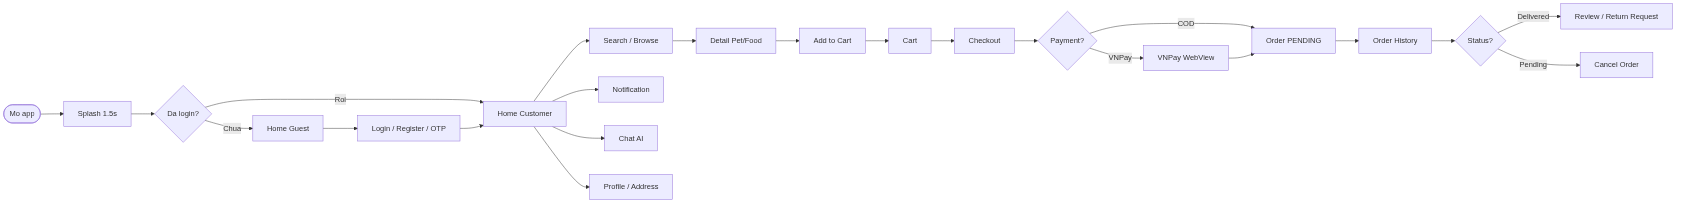 Mo app
Splash 1.5s
Da login?
Roi
Chua
Home Guest
Login / Register / OTP
Home Customer
Search / Browse
Notification
Chat AI
Profile / Address
Detail Pet/Food
Add to Cart
Cart
Checkout
Payment?
COD
VNPay
VNPay WebView
Order PENDING
Order History
Status?
Delivered
Pending
Review / Return Request
Cancel Order